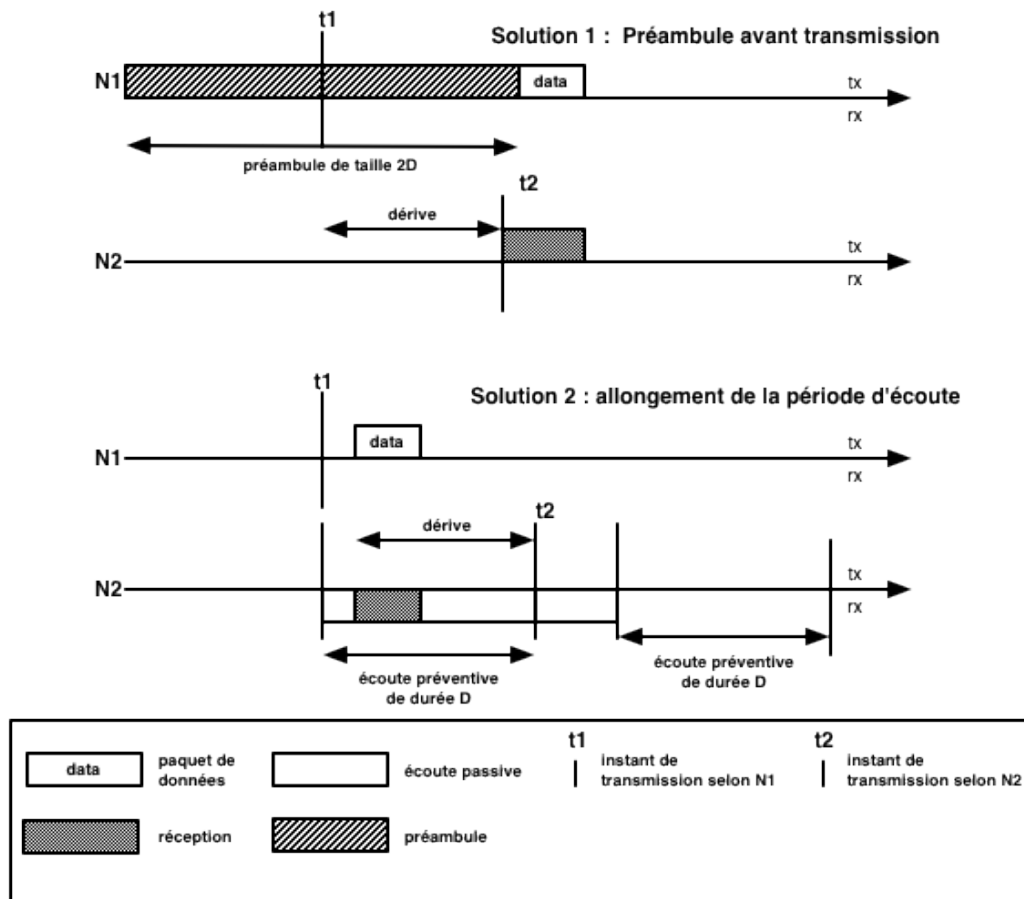 t1
Solution 1 : Préambule avant transmission
N1
data
tx
rx
préambule de taille 2D
t2
dérive
N2
tx
rx
t1
Solution 2 : allongement de la période d'écoute
N1
data
tx
rx
t2
dérive
N2
tx
rx
écoute préventive
de durée D
écoute préventive
de durée D
data
paquet de
données
écoute passive
t1
instant de
transmission selon N1
t2
instant de
transmission selon N2
réception
préambule